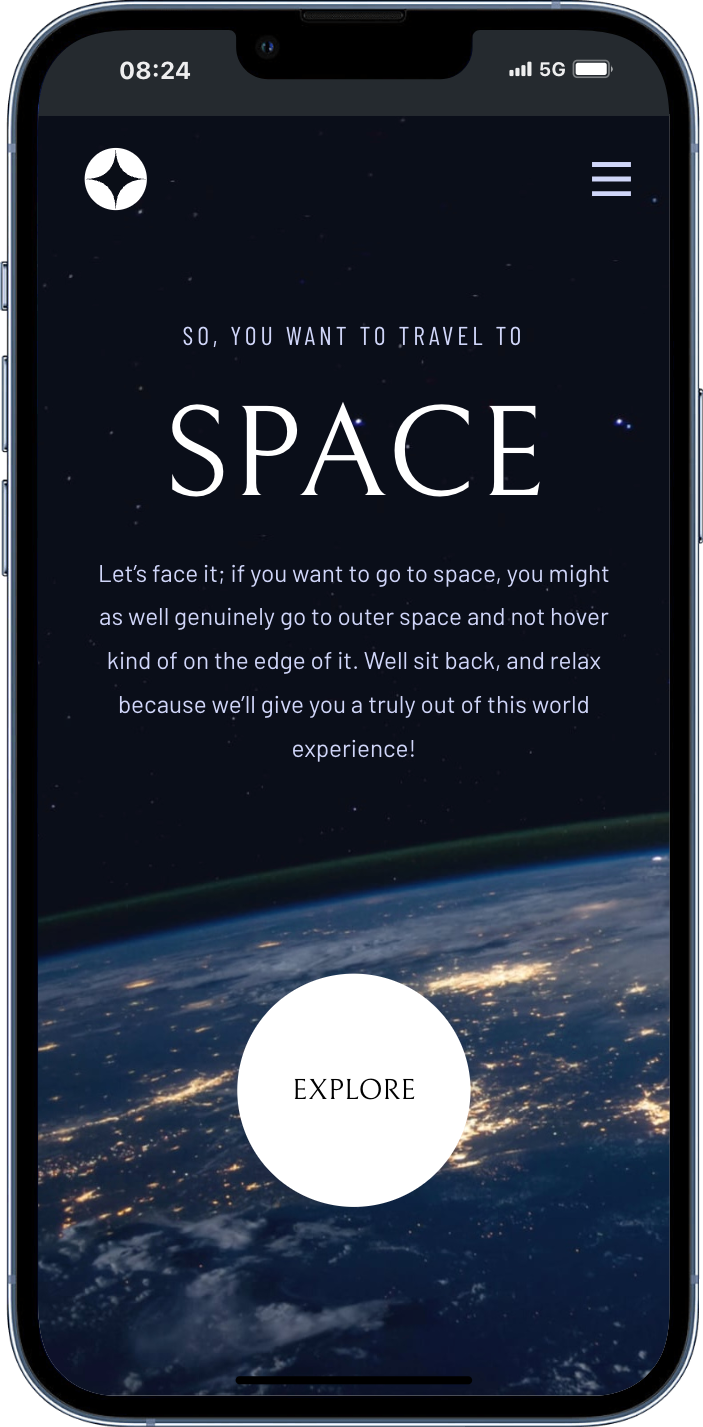 08:24
5G
SO, YOU WANT TO TRAVEL TO
SPACE
Let’s face it; if you want to go to space, you might
as well genuinely go to outer space and not hover
kind of on the edge of it. Well sit back, and relax
because we’ll give you a truly out of this world
experience!
EXPLORE